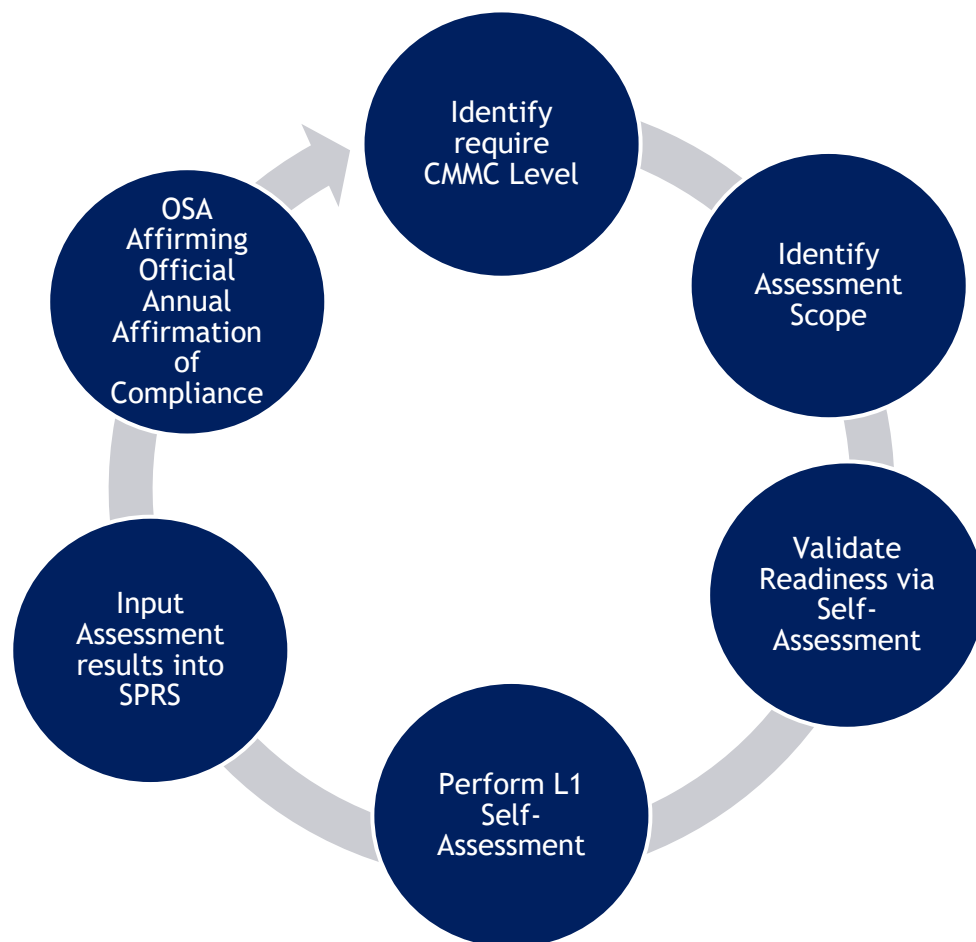 Identify
require
CMMC Level
Identify
Assessment
Scope
Validate
Readiness via
Self-
Assessment
Perform L1
Self-
Assessment
Input
Assessment
results into
SPRS
OSA
Affirming
Official
Annual
Affirmation
of
Compliance